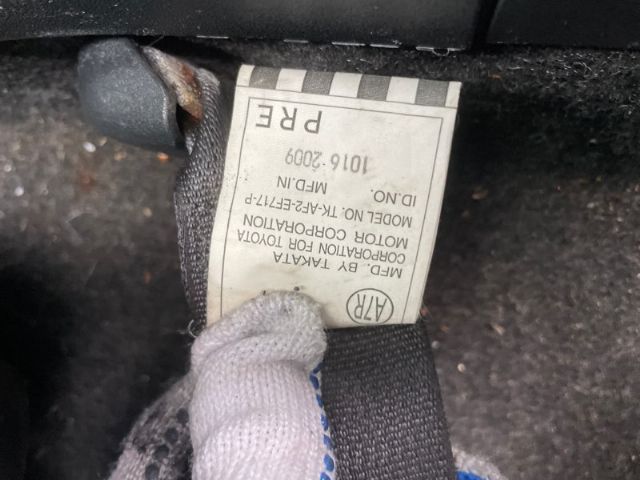 A7R
MFD. BY TAKATA
CORPORATION FOR TOYOTA
MOTOR CORPORATION
MODEL NO. TK-AF2-EF717-P
ID.NO. MFD.IN
1016 2009
PRE